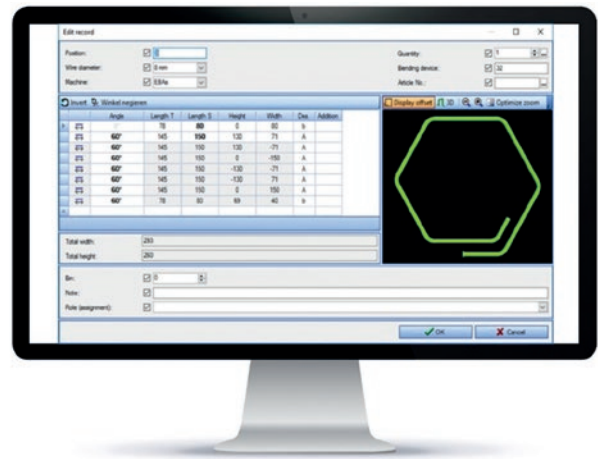 Edit record
Position: Quantity: 1
Wire diameter: 8 mm Bending device: 32
Machine: EBAs Article No.:
Invert Winkel negieren Display offset 3D Optimize zoom
Angle Length T Length S Height Width Des Addition
78 80 0 80 b
60° 145 150 130 71 A
60° 145 150 130 -71 A
60° 145 150 0 -150 A
60° 145 150 -130 -71 A
60° 145 150 -130 71 A
60° 145 150 0 150 A
60° 78 80 69 40 b
Total width:
Total height: 260
Bin: 0
Note:
Role (assignment):
OK Cancel